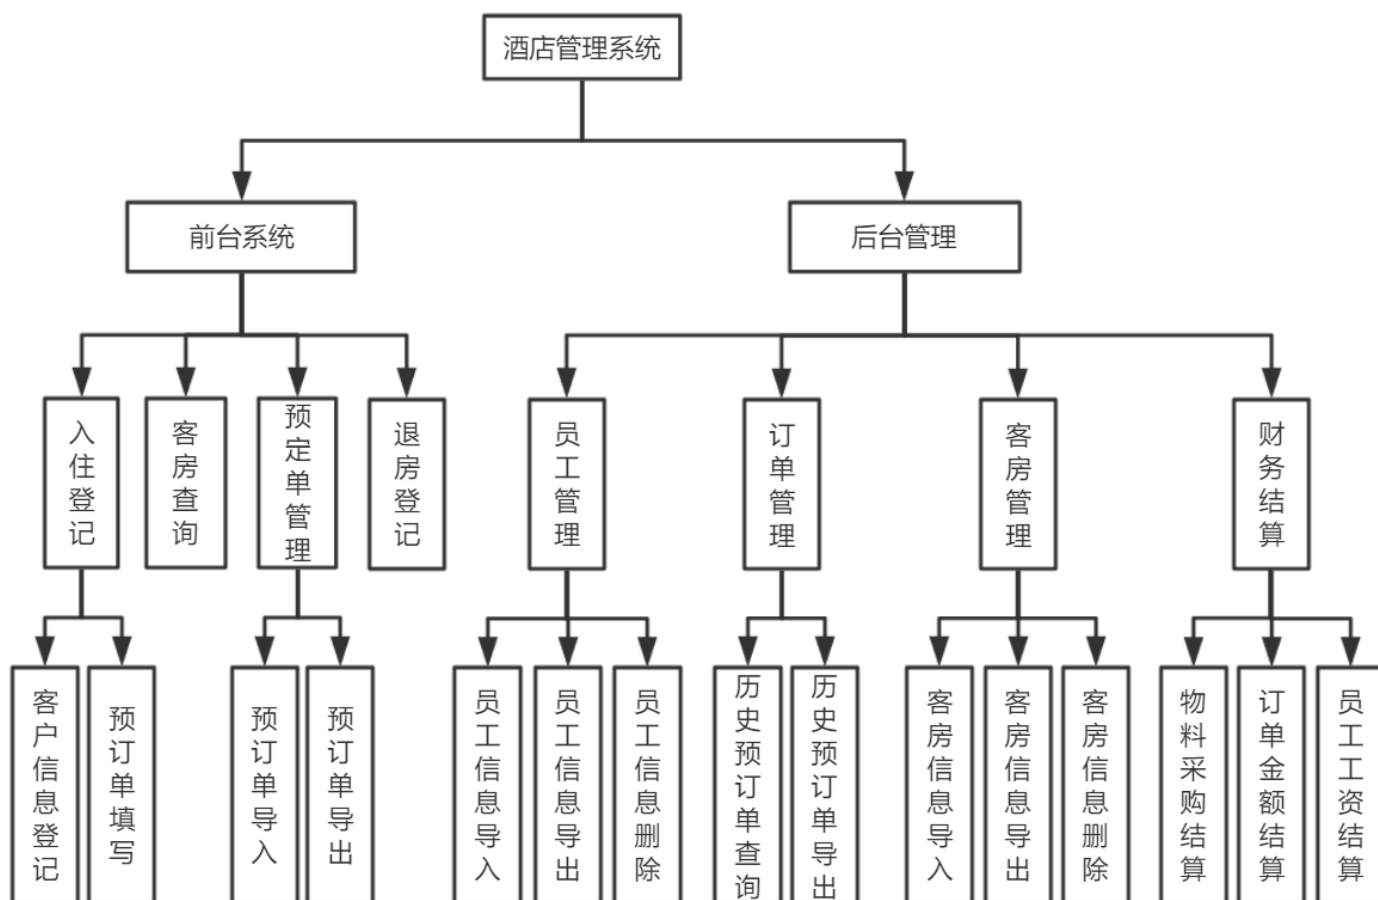 酒店管理系统
前台系统
后台管理
入住登记
客房查询
预定单管理
退房登记
员工管理
订单管理
客房管理
财务结算
客户信息登记
预订单填写
预订单导入
预订单导出
员工信息导入
员工信息导出
员工信息删除
历史预订单查询
历史预订单导出
客房信息导入
客房信息导出
客房信息删除
物料采购结算
订单金额结算
员工工资结算